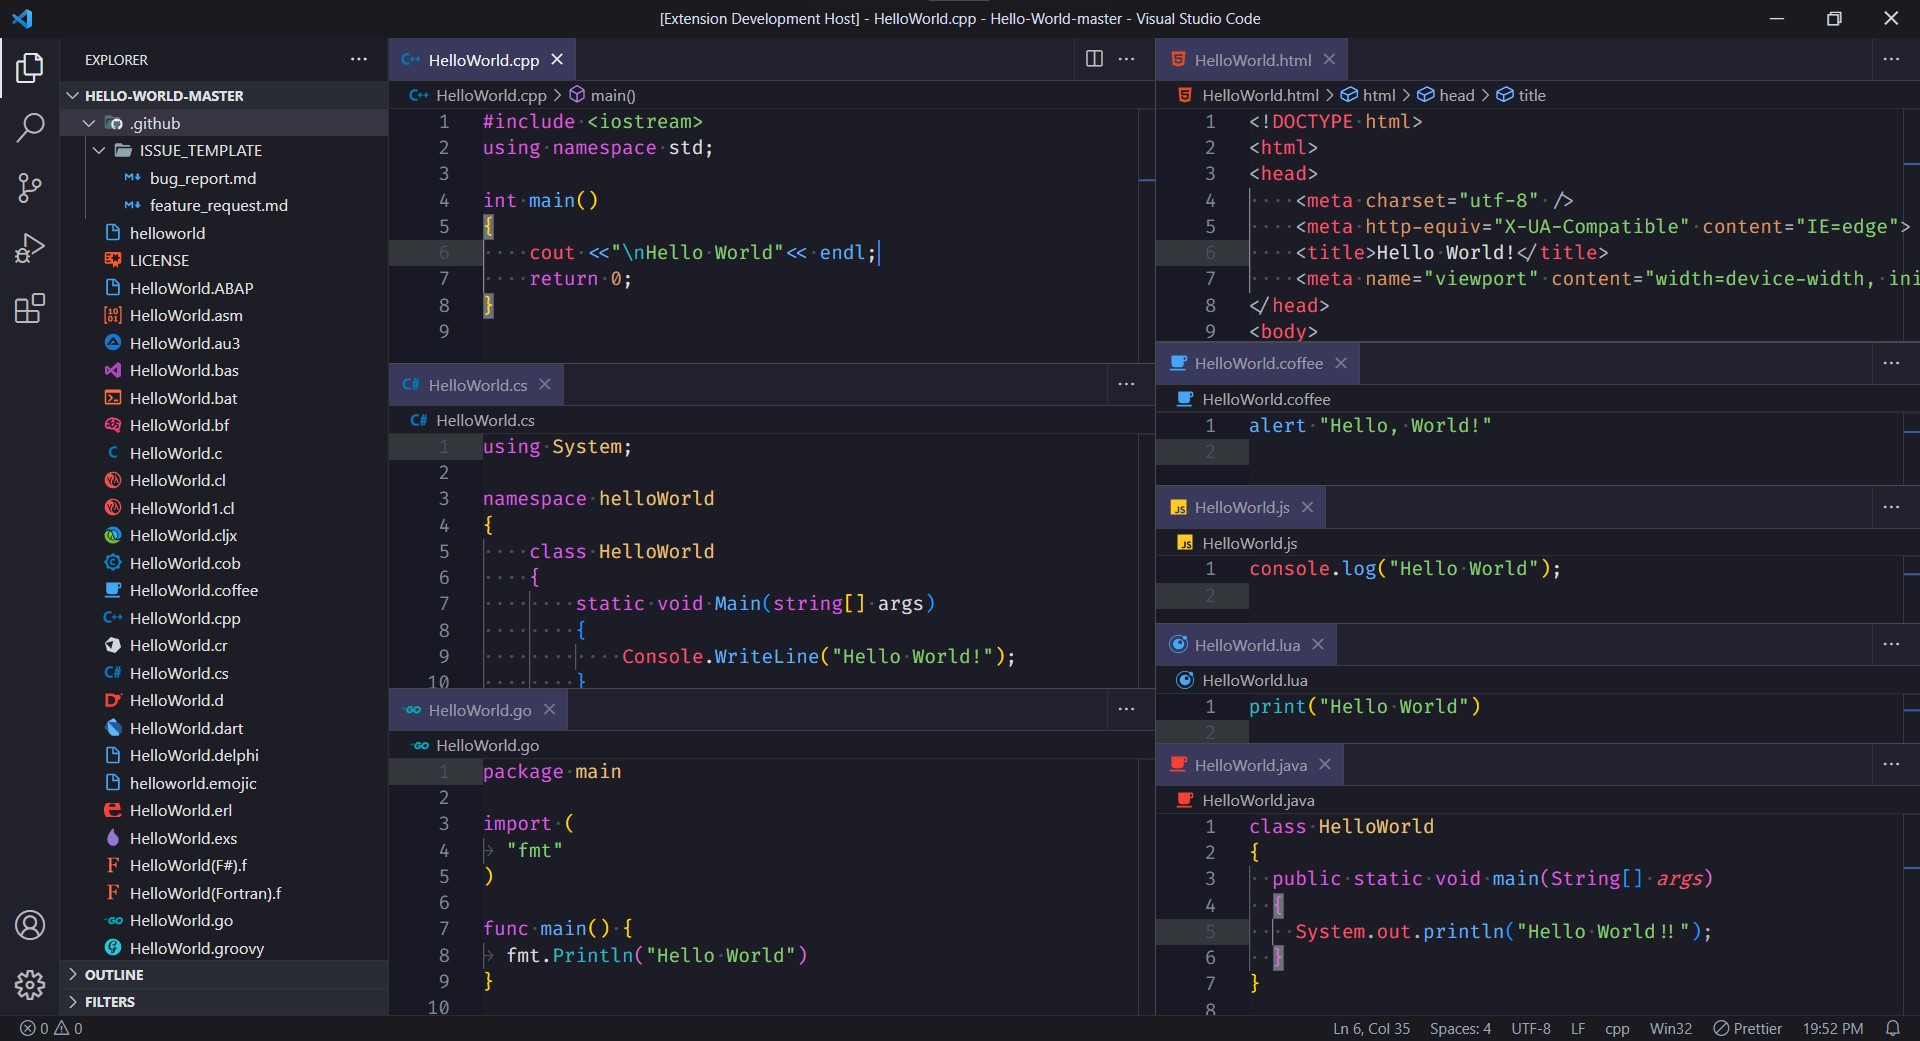 [Extension Development Host] - HelloWorld.cpp - Hello-World-master - Visual Studio Code
EXPLORER
HELLO-WORLD-MASTER
.github
ISSUE_TEMPLATE
bug_report.md
feature_request.md
helloworld
LICENSE
HelloWorld.ABAP
HelloWorld.asm
HelloWorld.au3
HelloWorld.bas
HelloWorld.bat
HelloWorld.bf
HelloWorld.c
HelloWorld.cl
HelloWorld1.cl
HelloWorld.cljx
HelloWorld.cob
HelloWorld.coffee
HelloWorld.cpp
HelloWorld.cr
HelloWorld.cs
HelloWorld.d
HelloWorld.dart
HelloWorld.delphi
helloworld.emojic
HelloWorld.erl
HelloWorld.exs
HelloWorld(F#).f
HelloWorld(Fortran).f
HelloWorld.go
HelloWorld.groovy
OUTLINE
FILTERS
HelloWorld.cpp
HelloWorld.cpp > main()
1 #include <iostream>
2 using namespace std;
3
4 int main()
5 {
6     cout <<"\nHello World"<< endl;
7     return 0;
8 }
9
HelloWorld.cs
HelloWorld.cs
1 using System;
2
3 namespace helloWorld
4 {
5     class HelloWorld
6     {
7         static void Main(string[] args)
8         {
9             Console.WriteLine("Hello World!");
10         }
HelloWorld.go
HelloWorld.go
1 package main
2
3 import (
4   "fmt"
5 )
6
7 func main() {
8   fmt.Println("Hello World")
9 }
10
HelloWorld.html
HelloWorld.html > html > head > title
1 <!DOCTYPE html>
2 <html>
3 <head>
4     <meta charset="utf-8" />
5     <meta http-equiv="X-UA-Compatible" content="IE=edge">
6     <title>Hello World!</title>
7     <meta name="viewport" content="width=device-width, ini
8 </head>
9 <body>
HelloWorld.coffee
HelloWorld.coffee
1 alert "Hello, World!"
2
HelloWorld.js
HelloWorld.js
1 console.log("Hello World");
2
HelloWorld.lua
HelloWorld.lua
1 print("Hello World")
2
HelloWorld.java
HelloWorld.java
1 class HelloWorld
2 {
3   public static void main(String[] args)
4   {
5     System.out.println("Hello World!!");
6   }
7 }
8
0 0
Ln 6, Col 35 Spaces: 4 UTF-8 LF cpp Win32 Prettier 19:52 PM